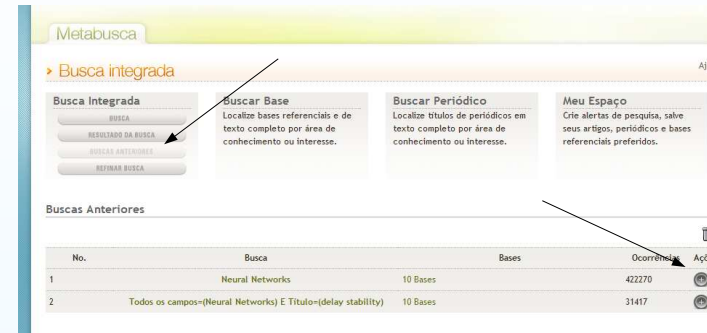 Metabusca
Busca integrada
Aj
Busca Integrada
BUSCA
RESULTADO DA BUSCA
BUSCAS ANTERIORES
REFINAR BUSCA
Buscar Base
Localize bases referenciais e de
texto completo por área de
conhecimento ou interesse.
Buscar Periódico
Localize títulos de periódicos em
texto completo por área de
conhecimento ou interesse.
Meu Espaço
Crie alertas de pesquisa, salve
seus artigos, periódicos e bases
referenciais preferidos.
Buscas Anteriores
No. Busca Bases Ocorrências Açõ
1 Neural Networks 10 Bases 422270
2 Todos os campos=(Neural Networks) E Título=(delay stability) 10 Bases 31417